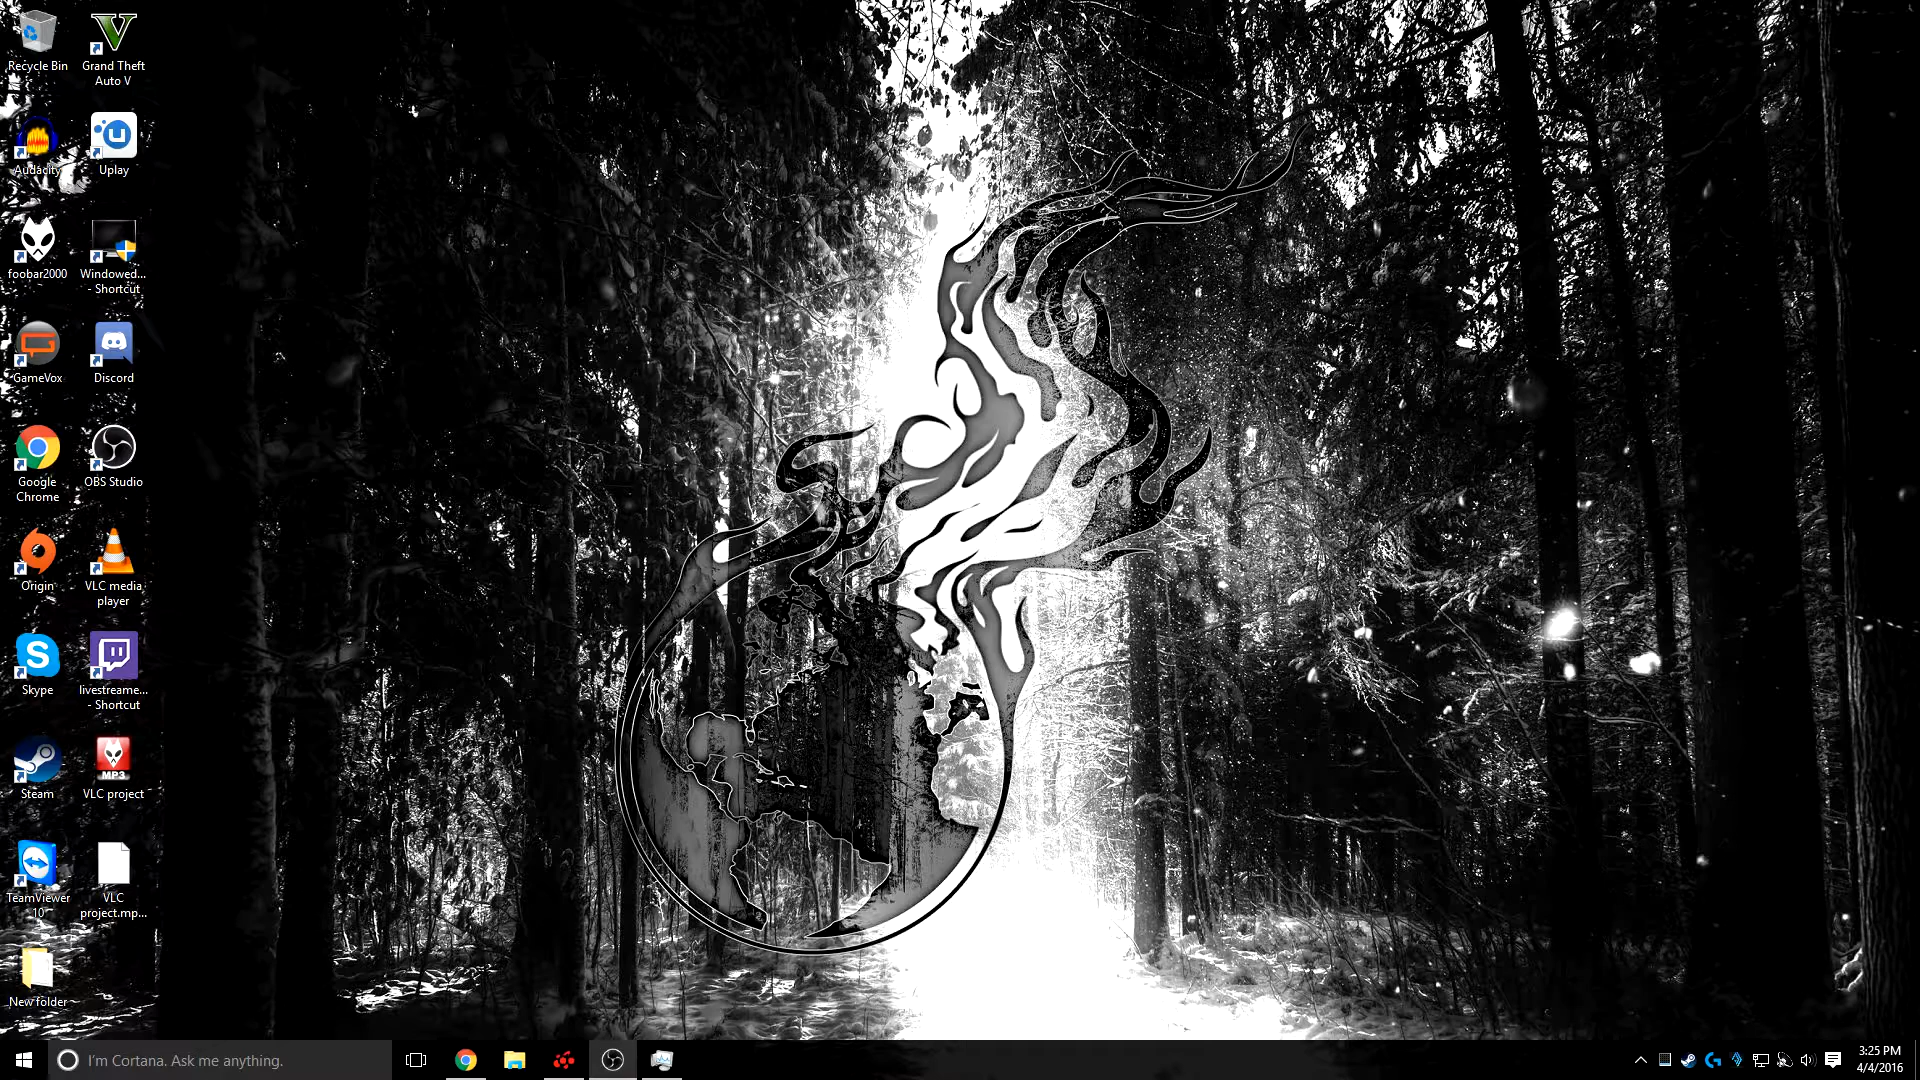 Recycle Bin
Grand Theft
Auto V
Audacity
Uplay
foobar2000
Windowed...
- Shortcut
GameVox
Discord
Google
Chrome
OBS Studio
Origin
VLC media
player
Skype
livestreame...
- Shortcut
Steam
MP3
VLC project
TeamViewer
10
VLC
project.mp...
New folder
I'm Cortana. Ask me anything.
3:25 PM
4/4/2016